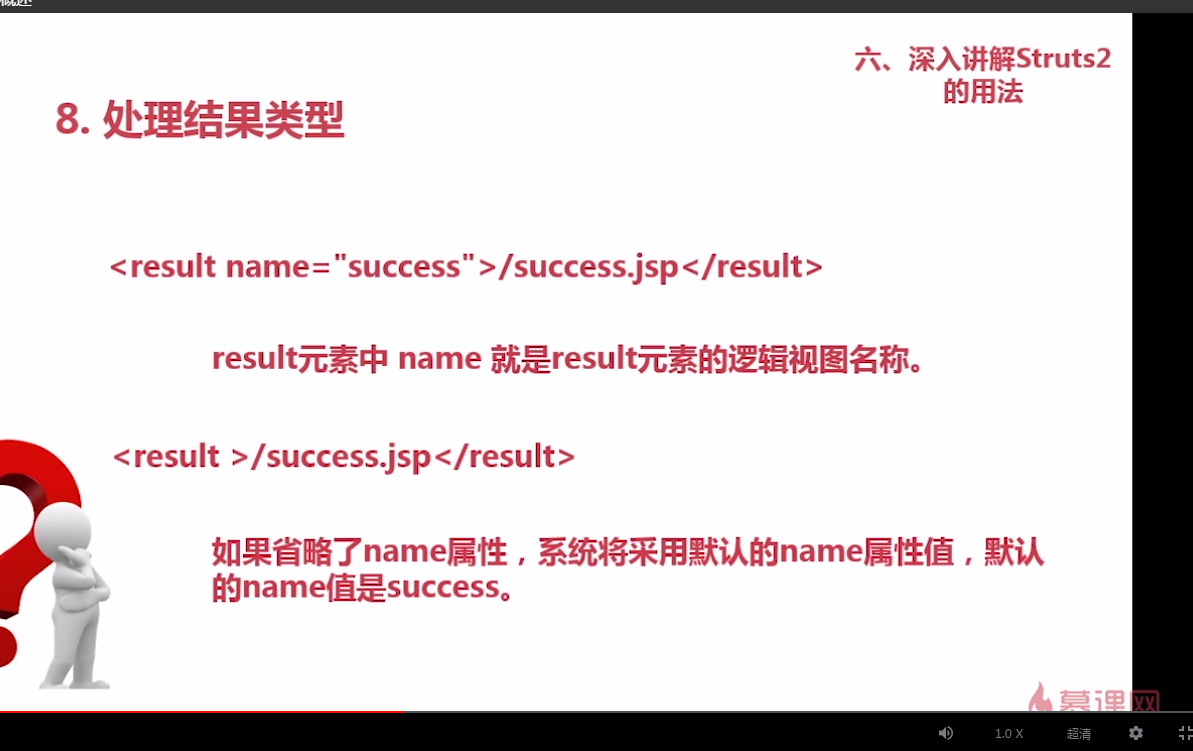 概述
六、深入讲解Struts2
的用法
8. 处理结果类型
<result name="success">/success.jsp</result>
result元素中 name 就是result元素的逻辑视图名称。
<result >/success.jsp</result>
如果省略了name属性，系统将采用默认的name属性值，默认
的name值是success。
慕课网
1.0 X 超清